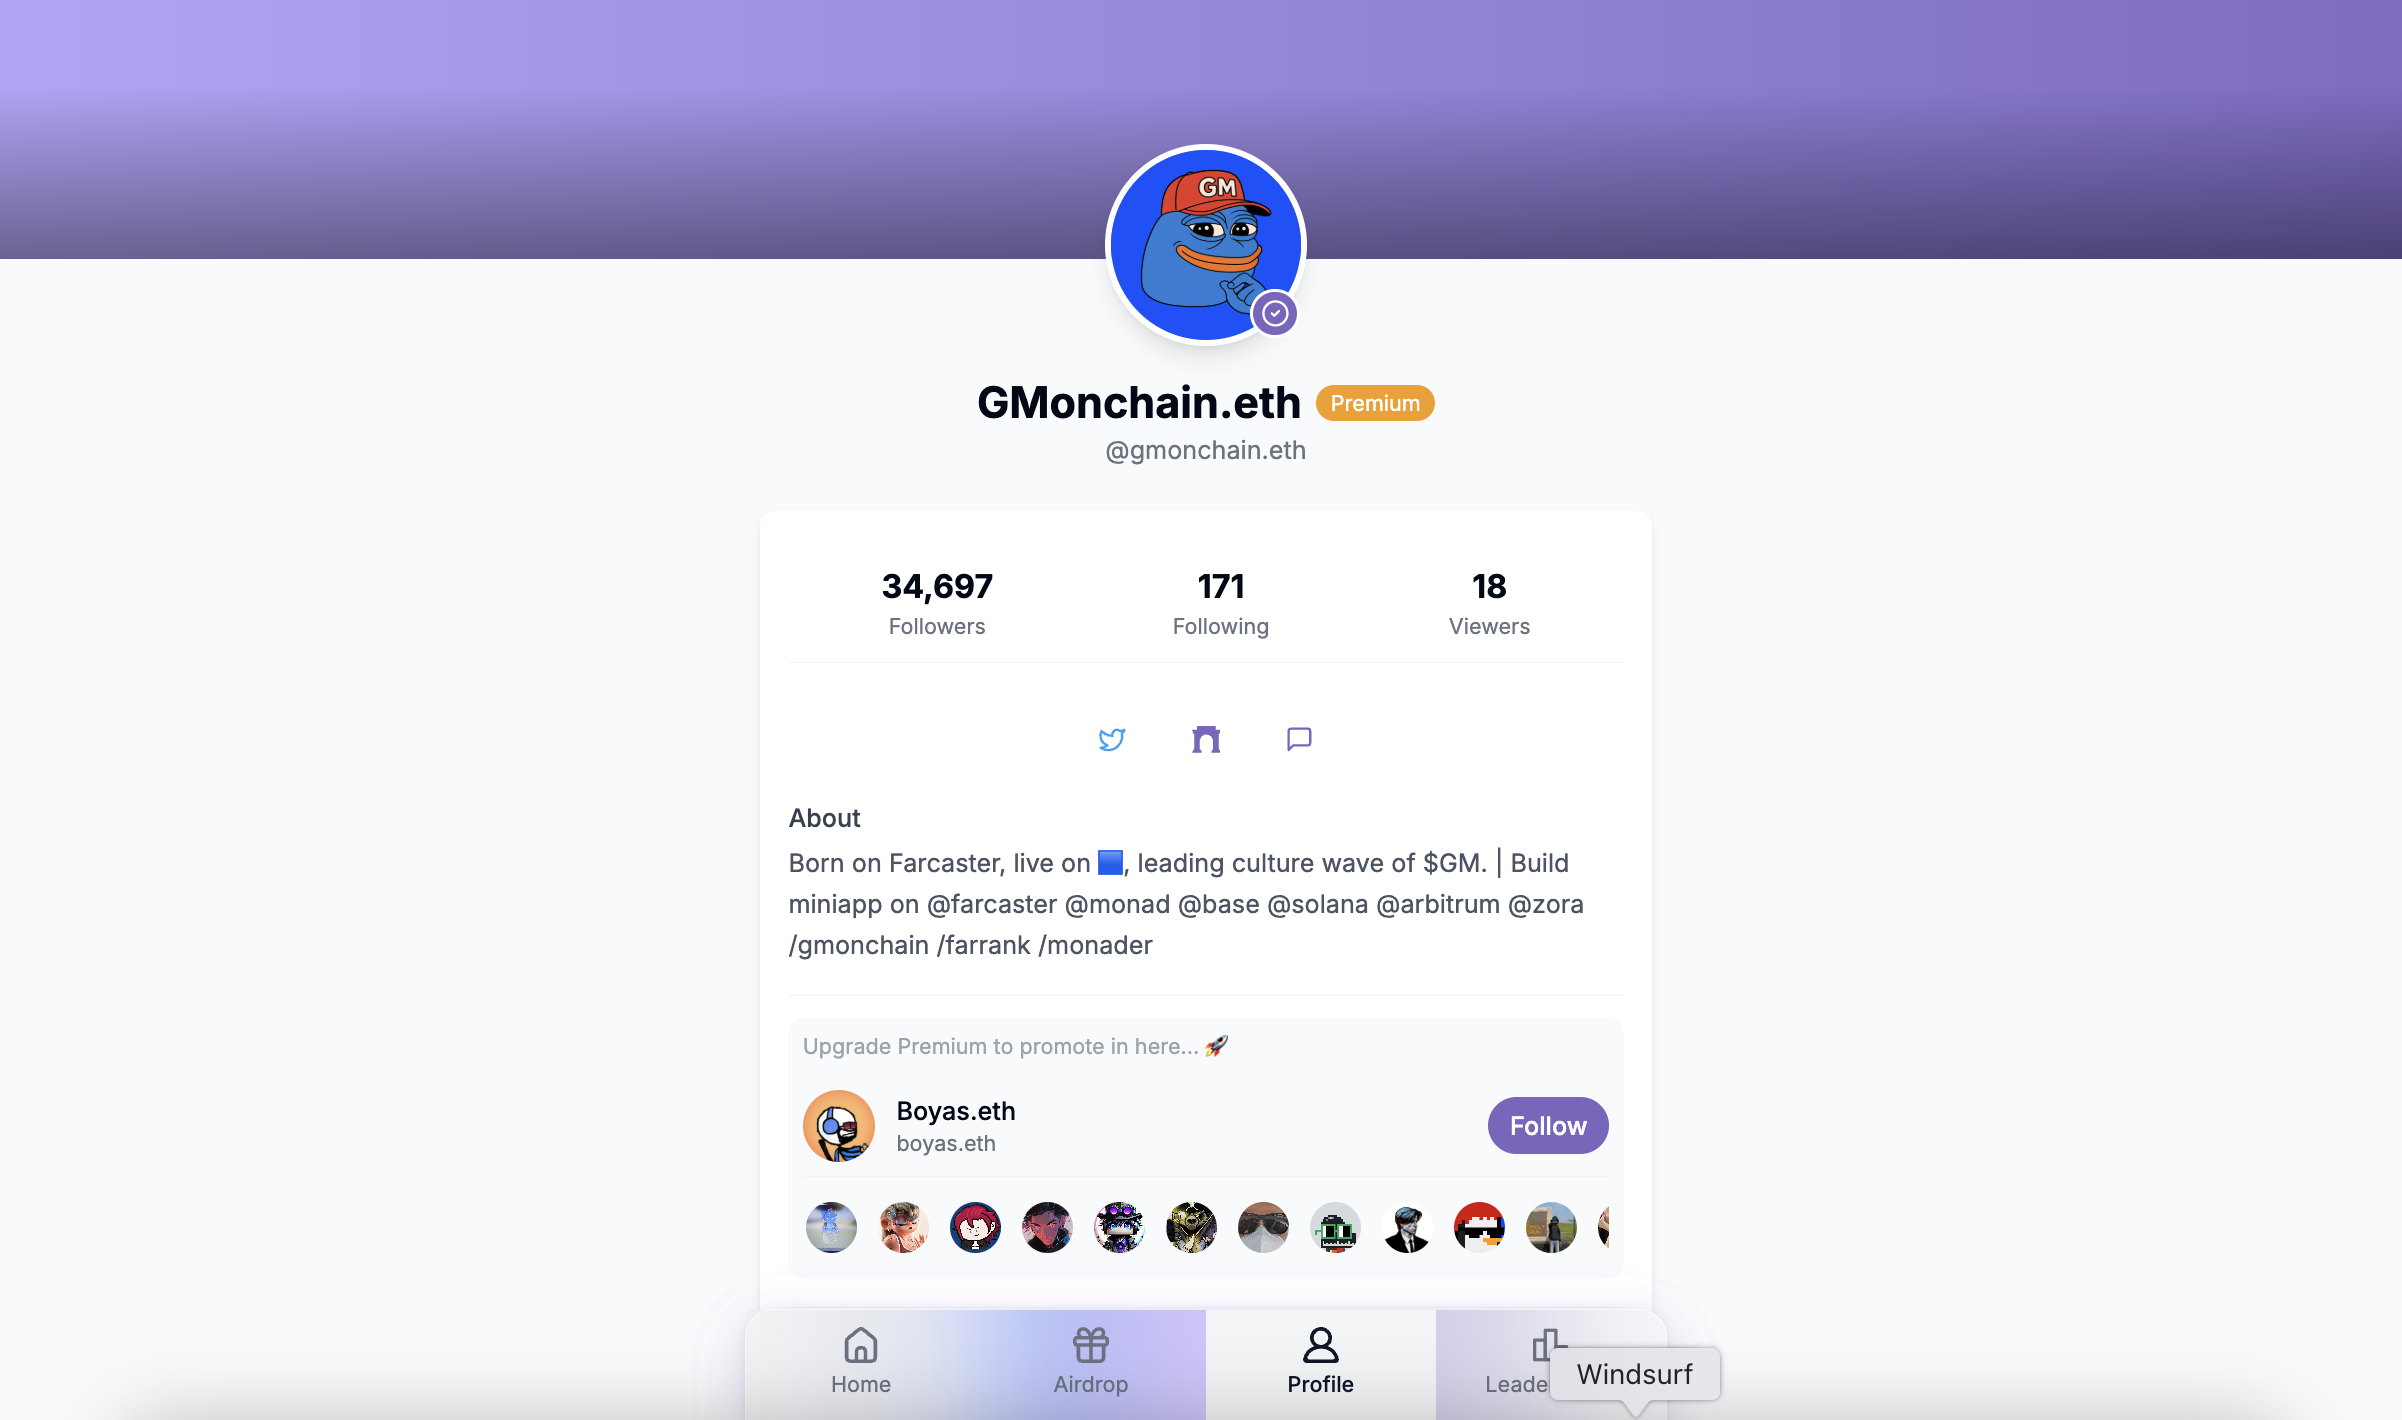 GM
GMonchain.eth Premium
@gmonchain.eth
34,697 171 18
Followers Following Viewers
About
Born on Farcaster, live on 🟦, leading culture wave of $GM. | Build
miniapp on @farcaster @monad @base @solana @arbitrum @zora
/gmonchain /farrank /monader
Upgrade Premium to promote in here... 🚀
Boyas.eth
boyas.eth
Follow
Home Airdrop Profile Leade
Windsurf